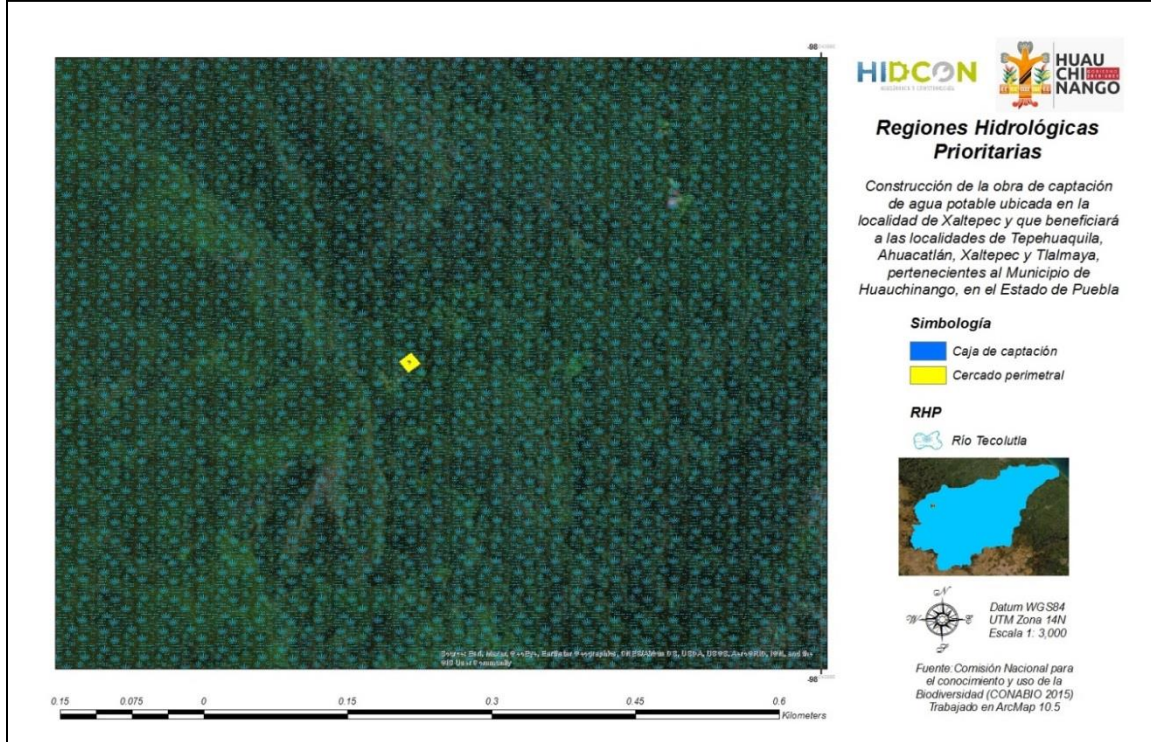 -98
HIDCON
HUAU
CHI
NANGO
Regiones Hidrológicas
Prioritarias
Construcción de la obra de captación
de agua potable ubicada en la
localidad de Xaltepec y que beneficiará
a las localidades de Tepehuaquila,
Ahuacatlán, Xaltepec y Tlalmaya,
pertenecientes al Municipio de
Huauchinango, en el Estado de Puebla
Simbología
Caja de captación
Cercado perimetral
RHP
Río Tecolutla
N
W
E
S
Datum WGS84
UTM Zona 14N
Escala 1: 3,000
Fuente: Comisión Nacional para
el conocimiento y uso de la
Biodiversidad (CONABIO 2015)
Trabajado en ArcMap 10.5
-98
0.15 0.075 0 0.15 0.3 0.45 0.6
Kilometers